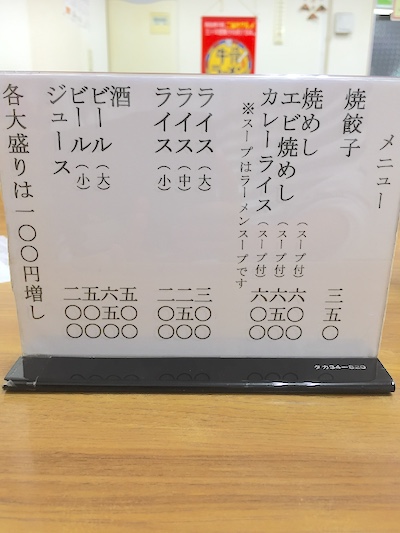 メニュー
焼餃子 三五〇
焼めし（スープ付）六〇〇
エビ焼めし（スープ付）六五〇
カレーライス（スープ付）六〇〇
※スープはラーメンスープです
ライス（大）三〇〇
ライス（中）二五〇
ライス（小）二〇〇
酒 五〇〇
ビール（大）六五〇
ビール（小）五〇〇
ジュース 二〇〇
各大盛りは一〇〇円増し